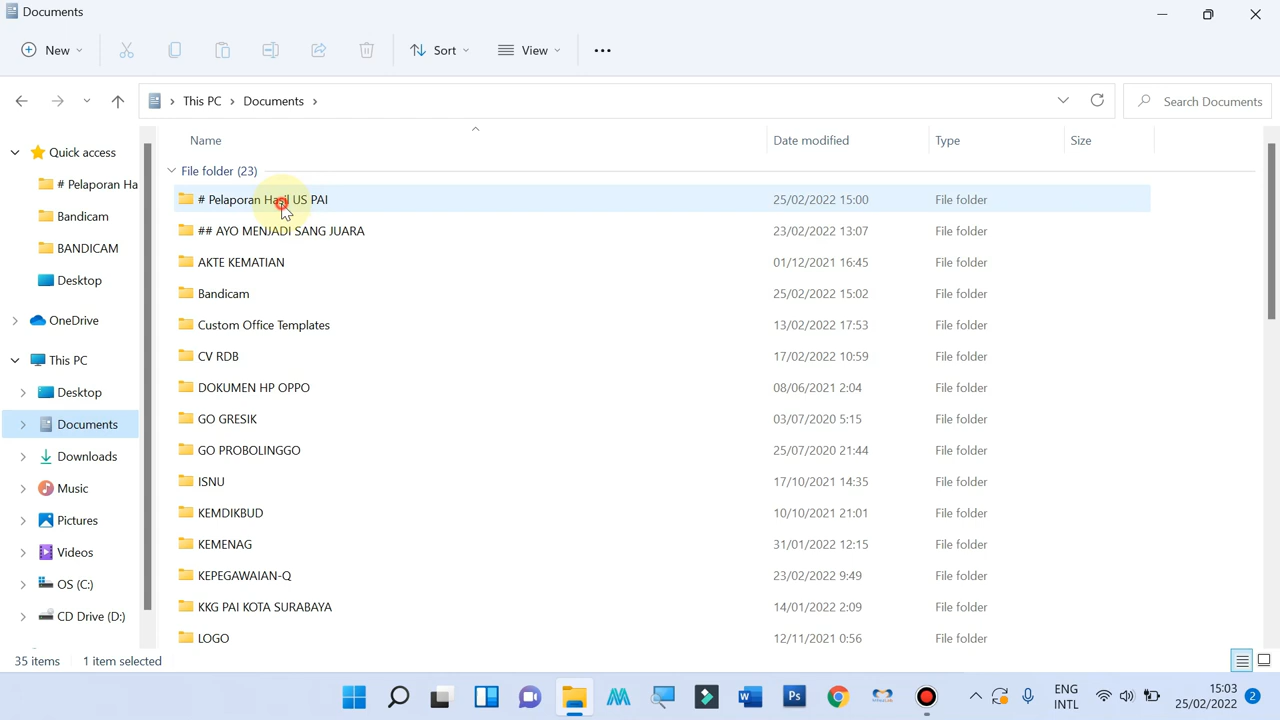 Documents
New
Sort
View
This PC > Documents >
Search Documents
Name
Date modified
Type
Size
Quick access
# Pelaporan Ha
Bandicam
BANDICAM
Desktop
OneDrive
This PC
Desktop
Documents
Downloads
Music
Pictures
Videos
OS (C:)
CD Drive (D:)
File folder (23)
# Pelaporan Hasil US PAI 25/02/2022 15:00 File folder
## AYO MENJADI SANG JUARA 23/02/2022 13:07 File folder
AKTE KEMATIAN 01/12/2021 16:45 File folder
Bandicam 25/02/2022 15:02 File folder
Custom Office Templates 13/02/2022 17:53 File folder
CV RDB 17/02/2022 10:59 File folder
DOKUMEN HP OPPO 08/06/2021 2:04 File folder
GO GRESIK 03/07/2020 5:15 File folder
GO PROBOLINGGO 25/07/2020 21:44 File folder
ISNU 17/10/2021 14:35 File folder
KEMDIKBUD 10/10/2021 21:01 File folder
KEMENAG 31/01/2022 12:15 File folder
KEPEGAWAIAN-Q 23/02/2022 9:49 File folder
KKG PAI KOTA SURABAYA 14/01/2022 2:09 File folder
LOGO 12/11/2021 0:56 File folder
35 items 1 item selected
W
Ps
ENG
INTL
15:03
25/02/2022
2